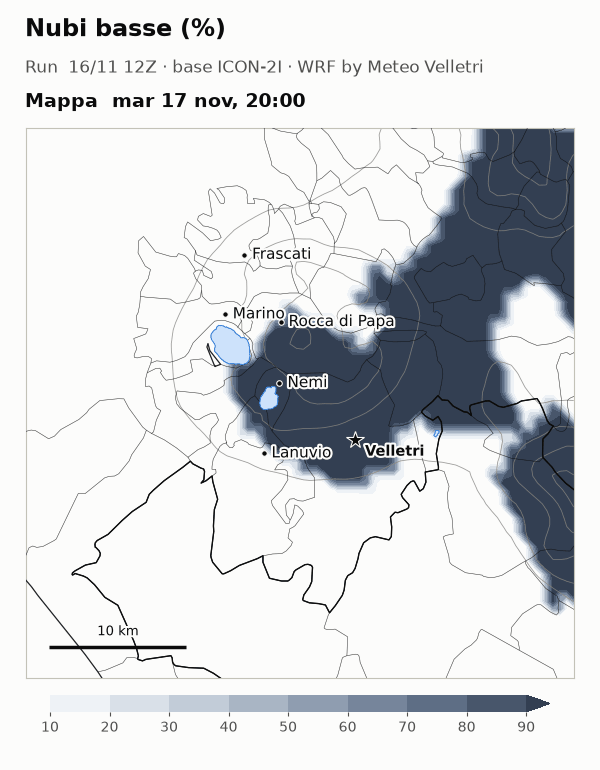 Nubi basse (%)
Run  16/11 12Z · base ICON-2I · WRF by Meteo Velletri
Mappa  mar 17 nov, 20:00
Frascati
Marino
Rocca di Papa
Nemi
Velletri
Lanuvio
10 km
10 20 30 40 50 60 70 80 90